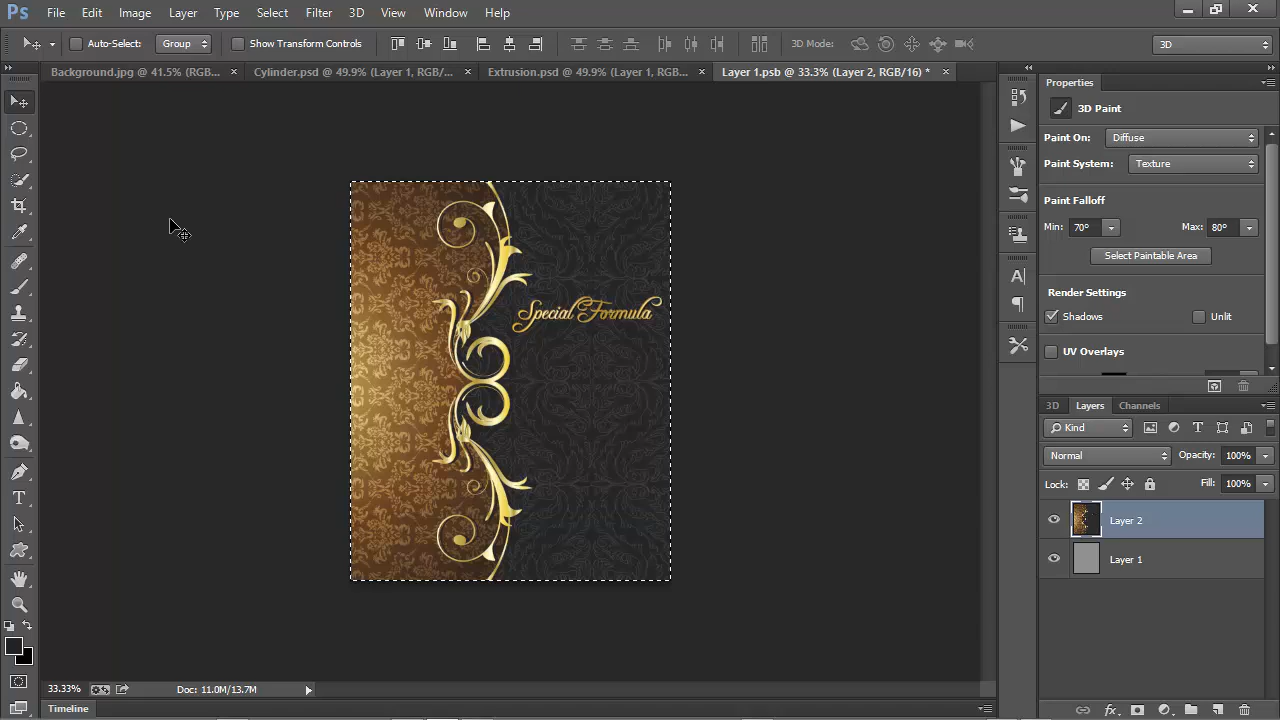 Ps File Edit Image Layer Type Select Filter 3D View Window Help
Auto-Select: Group Show Transform Controls 3D Mode: 3D
Background.jpg @ 41.5% (RGB... Cylinder.psd @ 49.9% (Layer 1, RGB/... Extrusion.psd @ 49.9% (Layer 1, RGB... Layer 1.psb @ 33.3% (Layer 2, RGB/16) *
Properties
3D Paint
Paint On: Diffuse
Paint System: Texture
Paint Falloff
Min: 70° Max: 80°
Select Paintable Area
Render Settings
Shadows Unlit
UV Overlays
Special Formula
3D Layers Channels
Kind
Normal Opacity: 100%
Lock: Fill: 100%
Layer 2
Layer 1
33.33% Doc: 11.0M/13.7M
Timeline